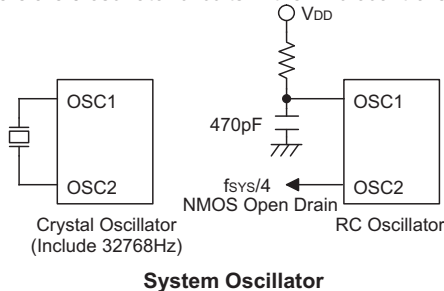 VDD
OSC1
OSC2
Crystal Oscillator
(Include 32768Hz)
470pF
fSYS/4
NMOS Open Drain
OSC1
OSC2
RC Oscillator
System Oscillator